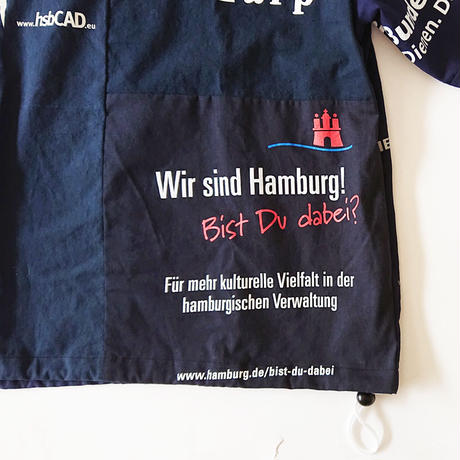 www.hsbCAD.eu
Dienen. D
Wir sind Hamburg!
Bist Du dabei?
Für mehr kulturelle Vielfalt in der
hamburgischen Verwaltung
www.hamburg.de/bist-du-dabei